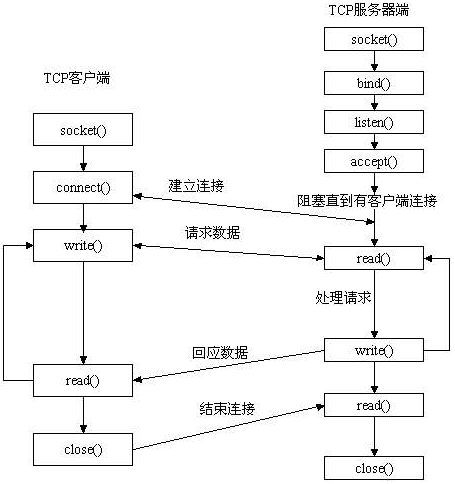 TCP服务器端
socket()
bind()
listen()
accept()
阻塞直到有客户端连接
read()
处理请求
write()
read()
close()
TCP客户端
socket()
connect()
write()
read()
close()
建立连接
请求数据
回应数据
结束连接